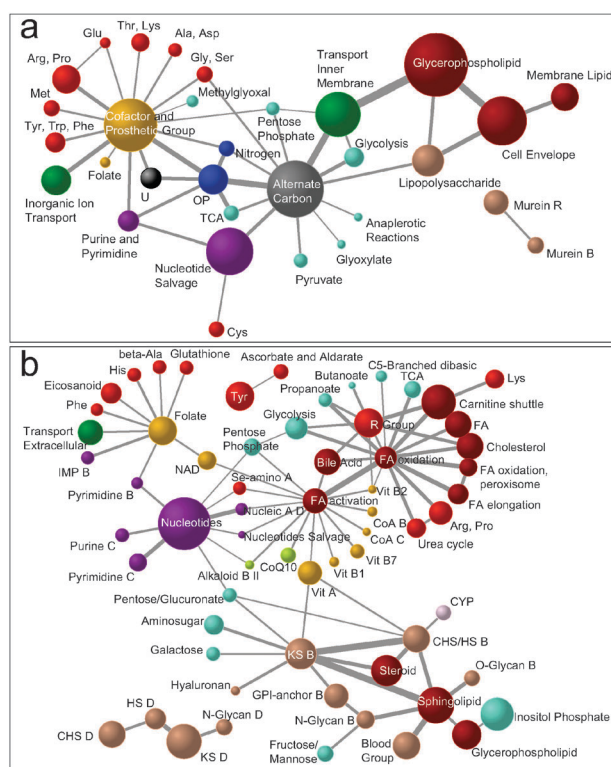 a
Glu
Thr, Lys
Ala, Asp
Arg, Pro
Gly, Ser
Met
Methylglyoxal
Cofactor and
Prosthetic Group
Tyr, Trp, Phe
Folate
Inorganic Ion
Transport
U
Nitrogen
OP
TCA
Purine and
Pyrimidine
Nucleotide
Salvage
Cys
Transport
Inner
Membrane
Pentose
Phosphate
Glycolysis
Alternate
Carbon
Anaplerotic
Reactions
Glyoxylate
Pyruvate
Glycerophospholipid
Membrane Lipid
Cell Envelope
Lipopolysaccharide
Murein R
Murein B
b
beta-Ala
Glutathione
His
Eicosanoid
Phe
Folate
Transport
Extracellular
IMP B
NAD
Pyrimidine B
Nucleotides
Purine C
Pyrimidine C
Ascorbate and Aldarate
Tyr
Pentose
Phosphate
Glycolysis
Propanoate
Butanoate
C5-Branched dibasic
TCA
Lys
Carnitine shuttle
R Group
FA
Cholesterol
Bile Acid
FA oxidation
FA oxidation,
peroxisome
FA elongation
Se-amino A
Nucleic A D
FA activation
Vit B2
CoA B
CoA C
Arg, Pro
Urea cycle
Nucleotides Salvage
Alkaloid B II
CoQ10
Vit B1
Vit B7
Vit A
Pentose/Glucuronate
Aminosugar
Galactose
Hyaluronan
KS B
CYP
CHS/HS B
Steroid
O-Glycan B
GPI-anchor B
Sphingolipid
Inositol Phosphate
N-Glycan B
Fructose/
Mannose
Blood
Group
Glycerophospholipid
HS D
CHS D
N-Glycan D
KS D